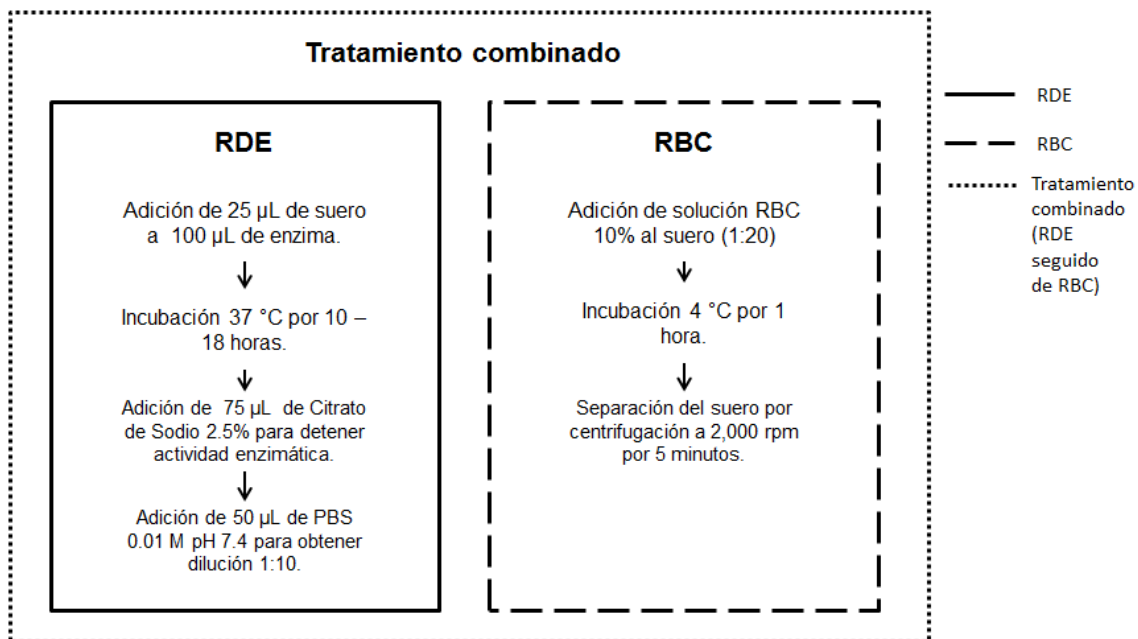 Tratamiento combinado
RDE
Adición de 25 µL de suero
a 100 µL de enzima.
Incubación 37 °C por 10 –
18 horas.
Adición de 75 µL de Citrato
de Sodio 2.5% para detener
actividad enzimática.
Adición de 50 µL de PBS
0.01 M pH 7.4 para obtener
dilución 1:10.
RBC
Adición de solución RBC
10% al suero (1:20)
Incubación 4 °C por 1
hora.
Separación del suero por
centrifugación a 2,000 rpm
por 5 minutos.
RDE
RBC
Tratamiento
combinado
(RDE
seguido
de RBC)